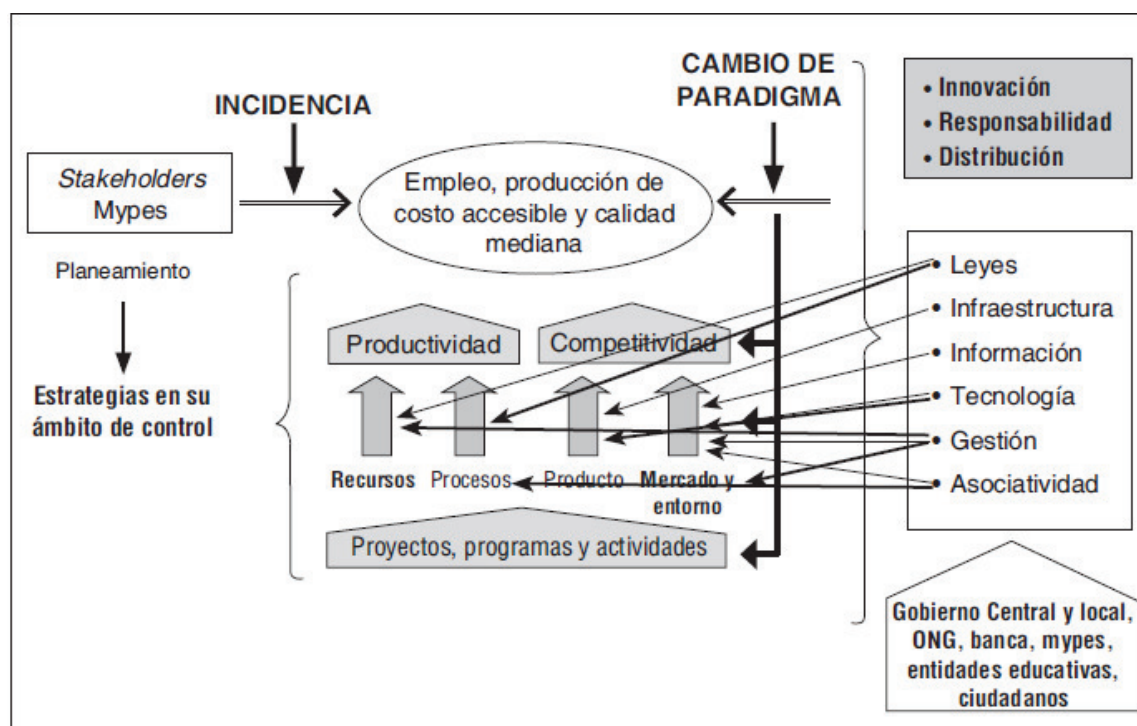 CAMBIO DE
PARADIGMA
INCIDENCIA
• Innovación
• Responsabilidad
• Distribución
Stakeholders
Mypes
Empleo, producción de
costo accesible y calidad
mediana
Planeamiento
Estrategias en su
ámbito de control
Productividad
Competitividad
Recursos
Procesos
Producto
Mercado y
entorno
Proyectos, programas y actividades
• Leyes
• Infraestructura
• Información
• Tecnología
• Gestión
• Asociatividad
Gobierno Central y local,
ONG, banca, mypes,
entidades educativas,
ciudadanos